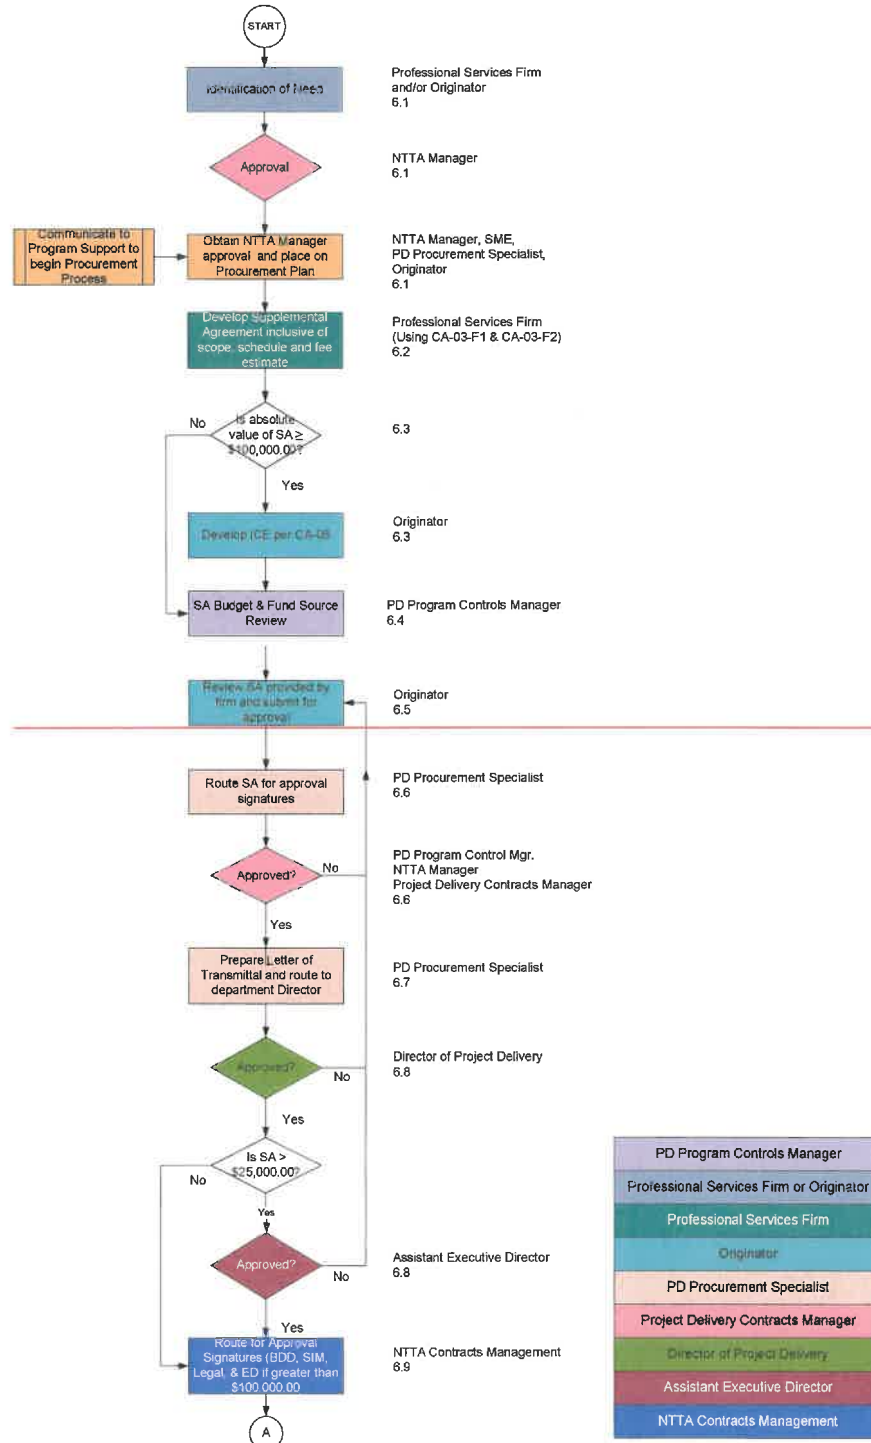 START
Identification of Need
Professional Services Firm
and/or Originator
6.1
Approval
NTTA Manager
6.1
Communicate to
Program Support to
begin Procurement
Process
Obtain NTTA Manager
approval and place on
Procurement Plan
NTTA Manager, SME,
PD Procurement Specialist,
Originator
6.1
Develop Supplemental
Agreement inclusive of
scope, schedule and fee
estimate
Professional Services Firm
(Using CA-03-F1 & CA-03-F2)
6.2
No
Is absolute
value of SA ≥
$100,000.00?
6.3
Yes
Develop ICE per CA-05
Originator
6.3
SA Budget & Fund Source
Review
PD Program Controls Manager
6.4
Review SA provided by
firm and submit for
approval
Originator
6.5
Route SA for approval
signatures
PD Procurement Specialist
6.6
Approved?
No
PD Program Control Mgr.
NTTA Manager
Project Delivery Contracts Manager
6.6
Yes
Prepare Letter of
Transmittal and route to
department Director
PD Procurement Specialist
6.7
Approved?
No
Director of Project Delivery
6.8
Yes
Is SA >
$25,000.00?
No
Yes
Approved?
No
Assistant Executive Director
6.8
Yes
Route for Approval
Signatures (BDD, SIM,
Legal, & ED if greater than
$100.000.00
NTTA Contracts Management
6.9
A
PD Program Controls Manager
Professional Services Firm or Originator
Professional Services Firm
Originator
PD Procurement Specialist
Project Delivery Contracts Manager
Director of Project Delivery
Assistant Executive Director
NTTA Contracts Management